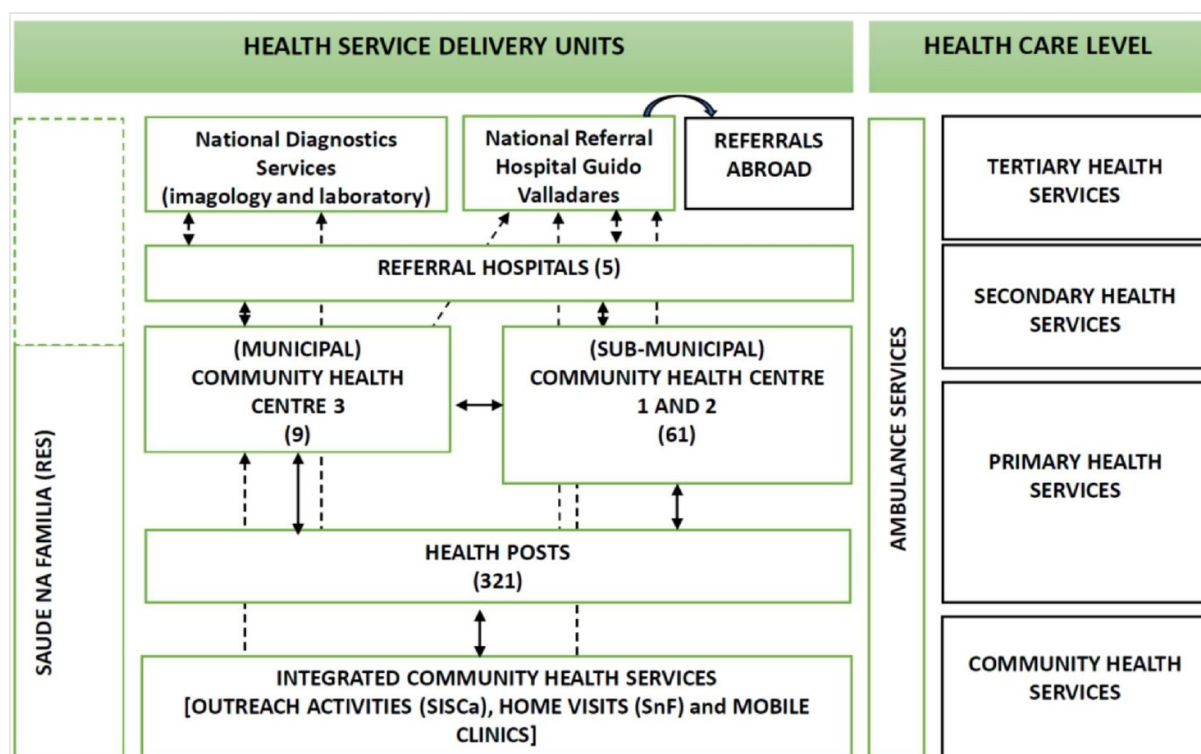 HEALTH SERVICE DELIVERY UNITS
HEALTH CARE LEVEL
National Diagnostics
Services
(imagology and laboratory)
National Referral
Hospital Guido
Valladares
REFERRALS
ABROAD
TERTIARY HEALTH
SERVICES
REFERRAL HOSPITALS (5)
SECONDARY HEALTH
SERVICES
(MUNICIPAL)
COMMUNITY HEALTH
CENTRE 3
(9)
(SUB-MUNICIPAL)
COMMUNITY HEALTH CENTRE
1 AND 2
(61)
PRIMARY HEALTH
SERVICES
SAUDE NA FAMILIA (RES)
AMBULANCE SERVICES
HEALTH POSTS
(321)
INTEGRATED COMMUNITY HEALTH SERVICES
[OUTREACH ACTIVITIES (SISCa), HOME VISITS (SnF) and MOBILE
CLINICS]
COMMUNITY HEALTH
SERVICES